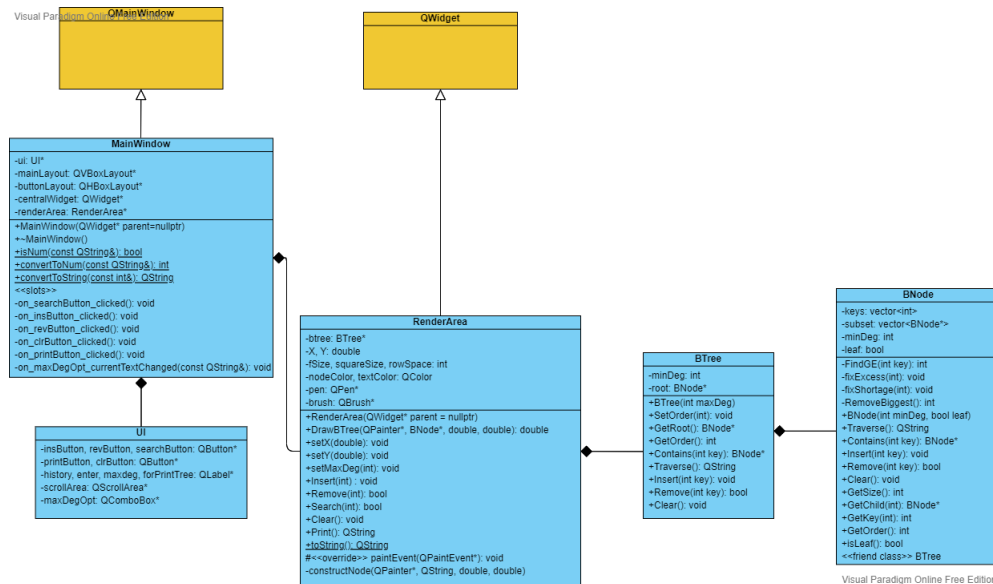 Visual Paradigm Online Free Edition
QMainWindow
QWidget
MainWindow
-ui: UI*
-mainLayout: QVBoxLayout*
-buttonLayout: QHBoxLayout*
-centralWidget: QWidget*
-renderArea: RenderArea*
+MainWindow(QWidget* parent=nullptr)
+~MainWindow()
+isNum(const QString&): bool
+convertToNum(const QString&): int
+convertToString(const int&): QString
<<slots>>
-on_searchButton_clicked(): void
-on_insButton_clicked(): void
-on_revButton_clicked(): void
-on_clrButton_clicked(): void
-on_printButton_clicked(): void
-on_maxDegOpt_currentTextChanged(const QString&): void
UI
-insButton, revButton, searchButton: QButton*
-printButton, clrButton: QButton*
-history, enter, maxdeg, forPrintTree: QLabel*
-scrollArea: QScrollArea*
-maxDegOpt: QComboBox*
RenderArea
-btree: BTree*
-X, Y: double
-fSize, squareSize, rowSpace: int
-nodeColor, textColor: QColor
-pen: QPen*
-brush: QBrush*
+RenderArea(QWidget* parent = nullptr)
+DrawBTree(QPainter*, BNode*, double, double): double
+setX(double): void
+setY(double): void
+setMaxDeg(int): void
+Insert(int) : void
+Remove(int): bool
+Search(int): bool
+Clear(): void
+Print(): QString
+toString(): QString
#<<override>> paintEvent(QPaintEvent*): void
-constructNode(QPainter*, QString, double, double)
BTree
-minDeg: int
-root: BNode*
+BTree(int maxDeg)
+SetOrder(int): void
+GetRoot(): BNode*
+GetOrder(): int
+Contains(int key): BNode*
+Traverse(): QString
+Insert(int key): bool
+Remove(int key): bool
+Clear(): void
BNode
-keys: vector<int>
-subset: vector<BNode*>
-minDeg: int
-leaf: bool
-FindGE(int key): int
-fixExcess(int): void
-fixShortage(int): void
-RemoveBiggest(): int
+BNode(int minDeg, bool leaf)
+Traverse(): QString
+Contains(int key): BNode*
+Insert(int key): void
+Remove(int key): bool
+Clear(): void
+GetSize(): int
+GetChild(int): BNode*
+GetKey(int): int
+GetOrder(): int
+isLeaf(): bool
<<friend class>> BTree
Visual Paradigm Online Free Edition